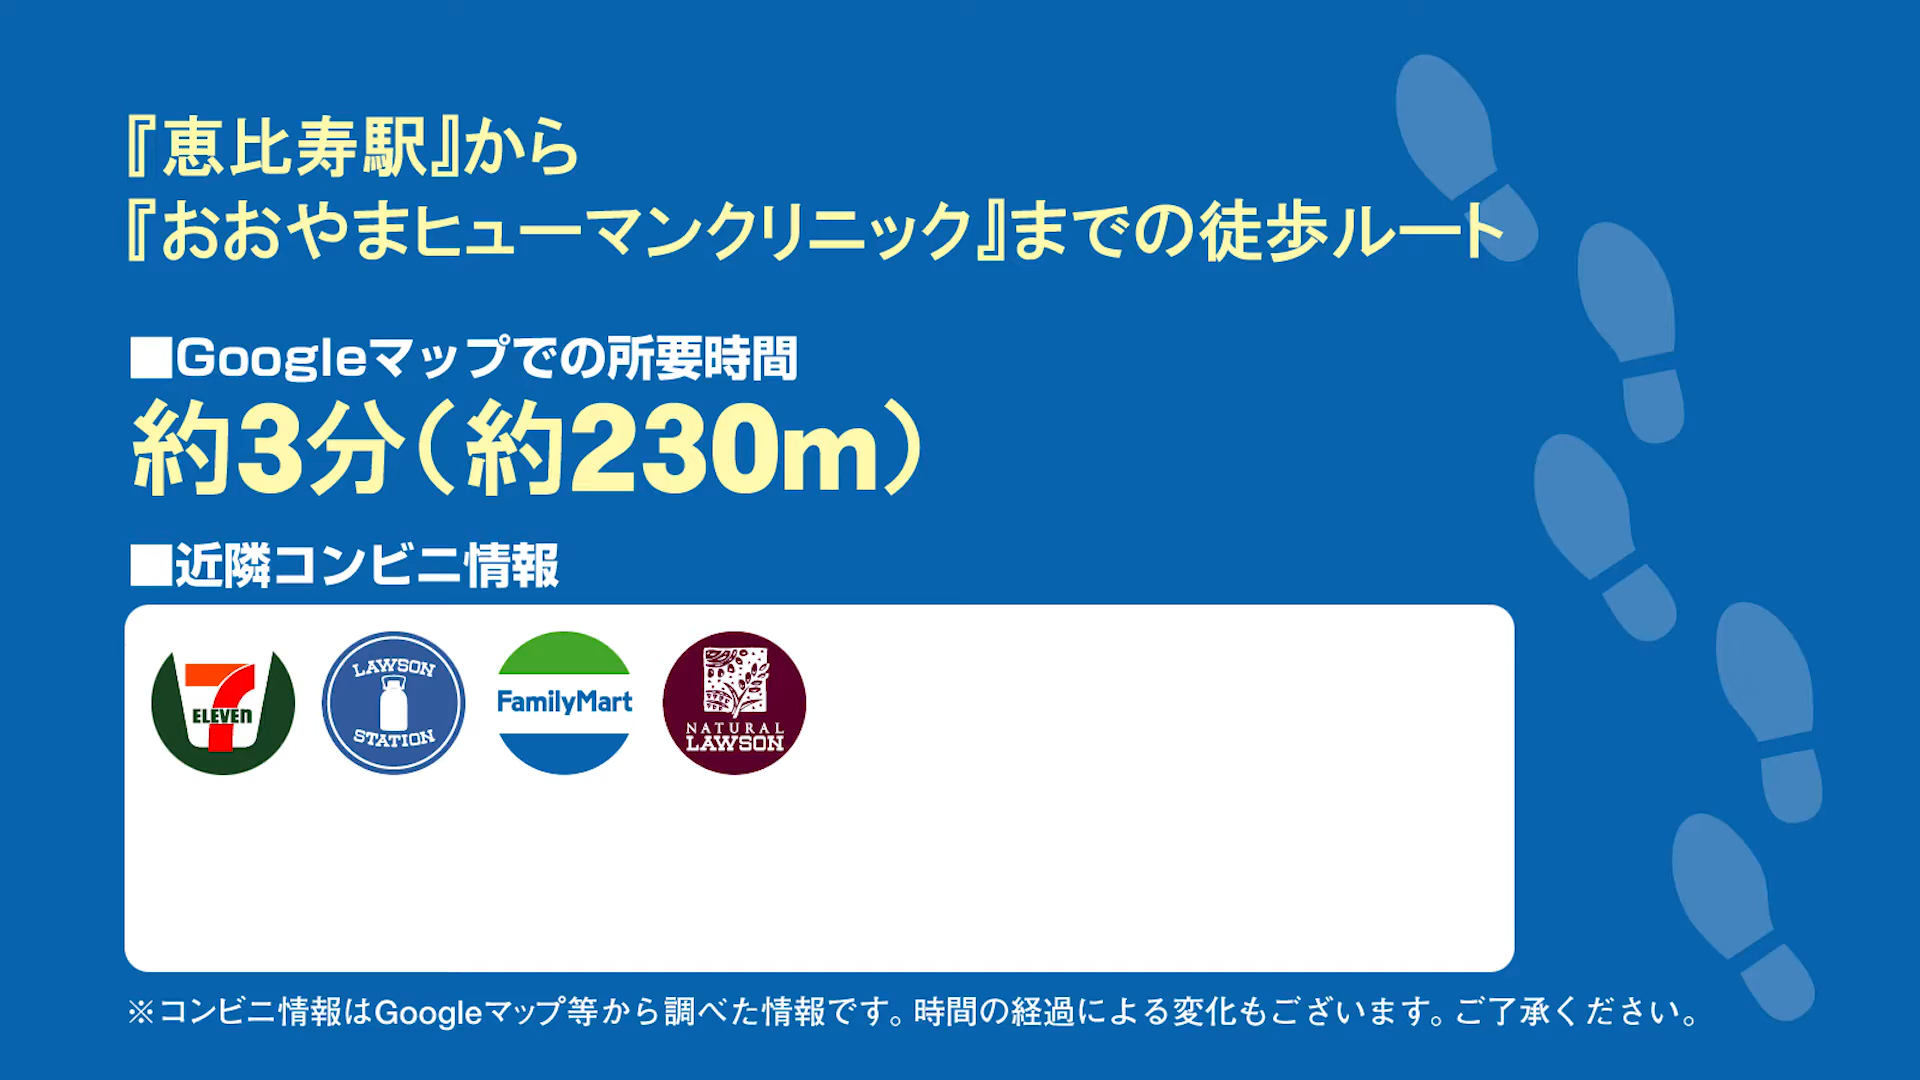 『恵比寿駅』から
『おおやまヒューマンクリニック』までの徒歩ルート
■Googleマップでの所要時間
約3分(約230m)
■近隣コンビニ情報
7
ELEVEN
LAWSON
STATION
FamilyMart
NATURAL
LAWSON
※コンビニ情報はGoogleマップ等から調べた情報です。時間の経過による変化もございます。ご了承ください。